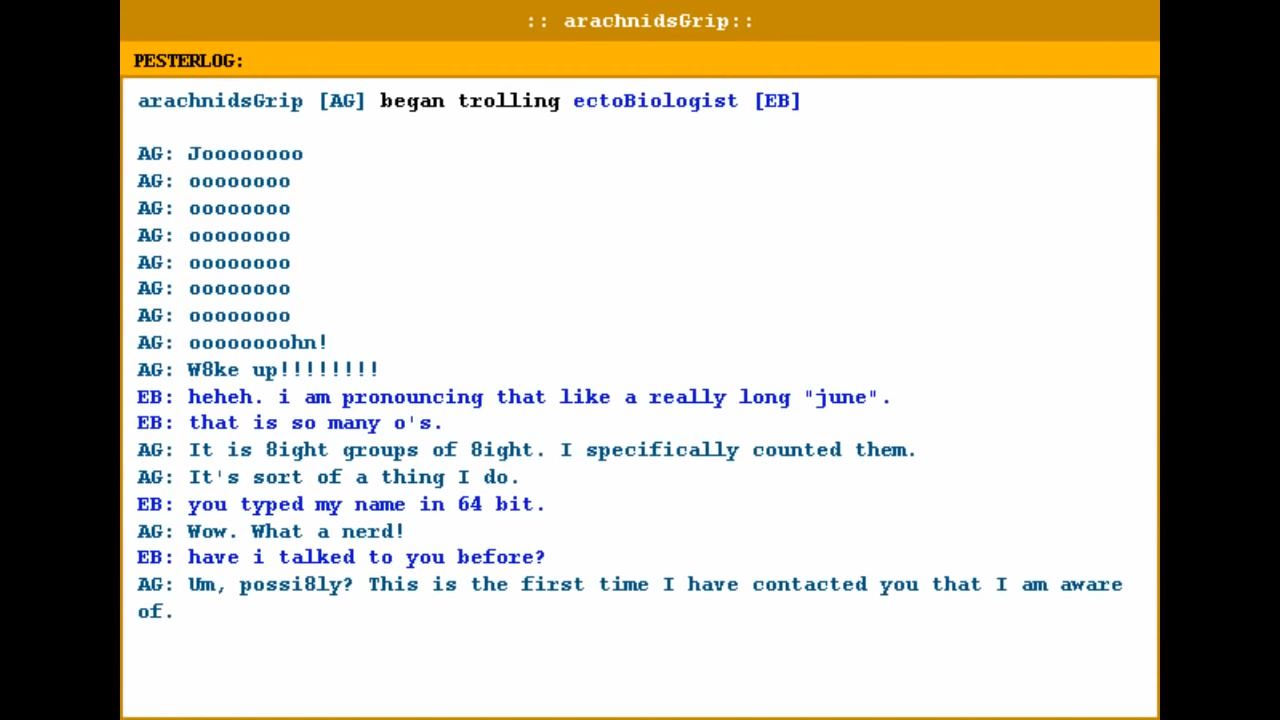 :: arachnidsGrip::
PESTERLOG:
arachnidsGrip [AG] began trolling ectoBiologist [EB]
AG: Joooooooo
AG: oooooooo
AG: oooooooo
AG: oooooooo
AG: oooooooo
AG: oooooooo
AG: oooooooo
AG: oooooooohn!
AG: W8ke up!!!!!!!!
EB: heheh. i am pronouncing that like a really long "june".
EB: that is so many o's.
AG: It is 8ight groups of 8ight. I specifically counted them.
AG: It's sort of a thing I do.
EB: you typed my name in 64 bit.
AG: Wow. What a nerd!
EB: have i talked to you before?
AG: Um, possi8ly? This is the first time I have contacted you that I am aware
of.